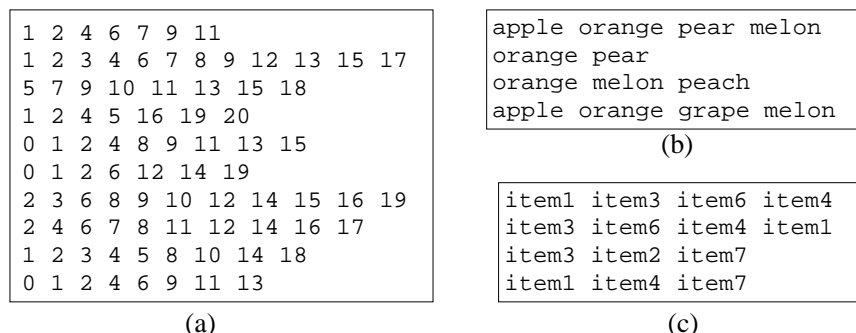 1 2 4 6 7 9 11
1 2 3 4 6 7 8 9 12 13 15 17
5 7 9 10 11 13 15 18
1 2 4 5 16 19 20
0 1 2 4 8 9 11 13 15
0 1 2 6 12 14 19
2 3 6 8 9 10 12 14 15 16 19
2 4 6 7 8 11 12 14 16 17
1 2 3 4 5 8 10 14 18
0 1 2 4 6 9 11 13
(a)
apple orange pear melon
orange pear
orange melon peach
apple orange grape melon
(b)
item1 item3 item6 item4
item3 item6 item4 item1
item3 item2 item7
item1 item4 item7
(c)